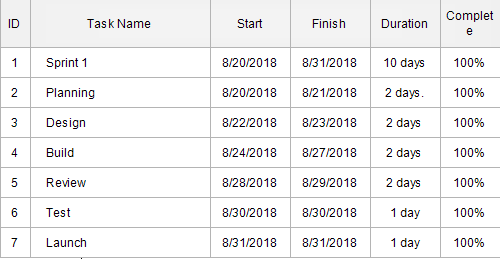 ID Task Name Start Finish Duration Complet
e
1 Sprint 1 8/20/2018 8/31/2018 10 days 100%
2 Planning 8/20/2018 8/21/2018 2 days. 100%
3 Design 8/22/2018 8/23/2018 2 days 100%
4 Build 8/24/2018 8/27/2018 2 days 100%
5 Review 8/28/2018 8/29/2018 2 days 100%
6 Test 8/30/2018 8/30/2018 1 day 100%
7 Launch 8/31/2018 8/31/2018 1 day 100%